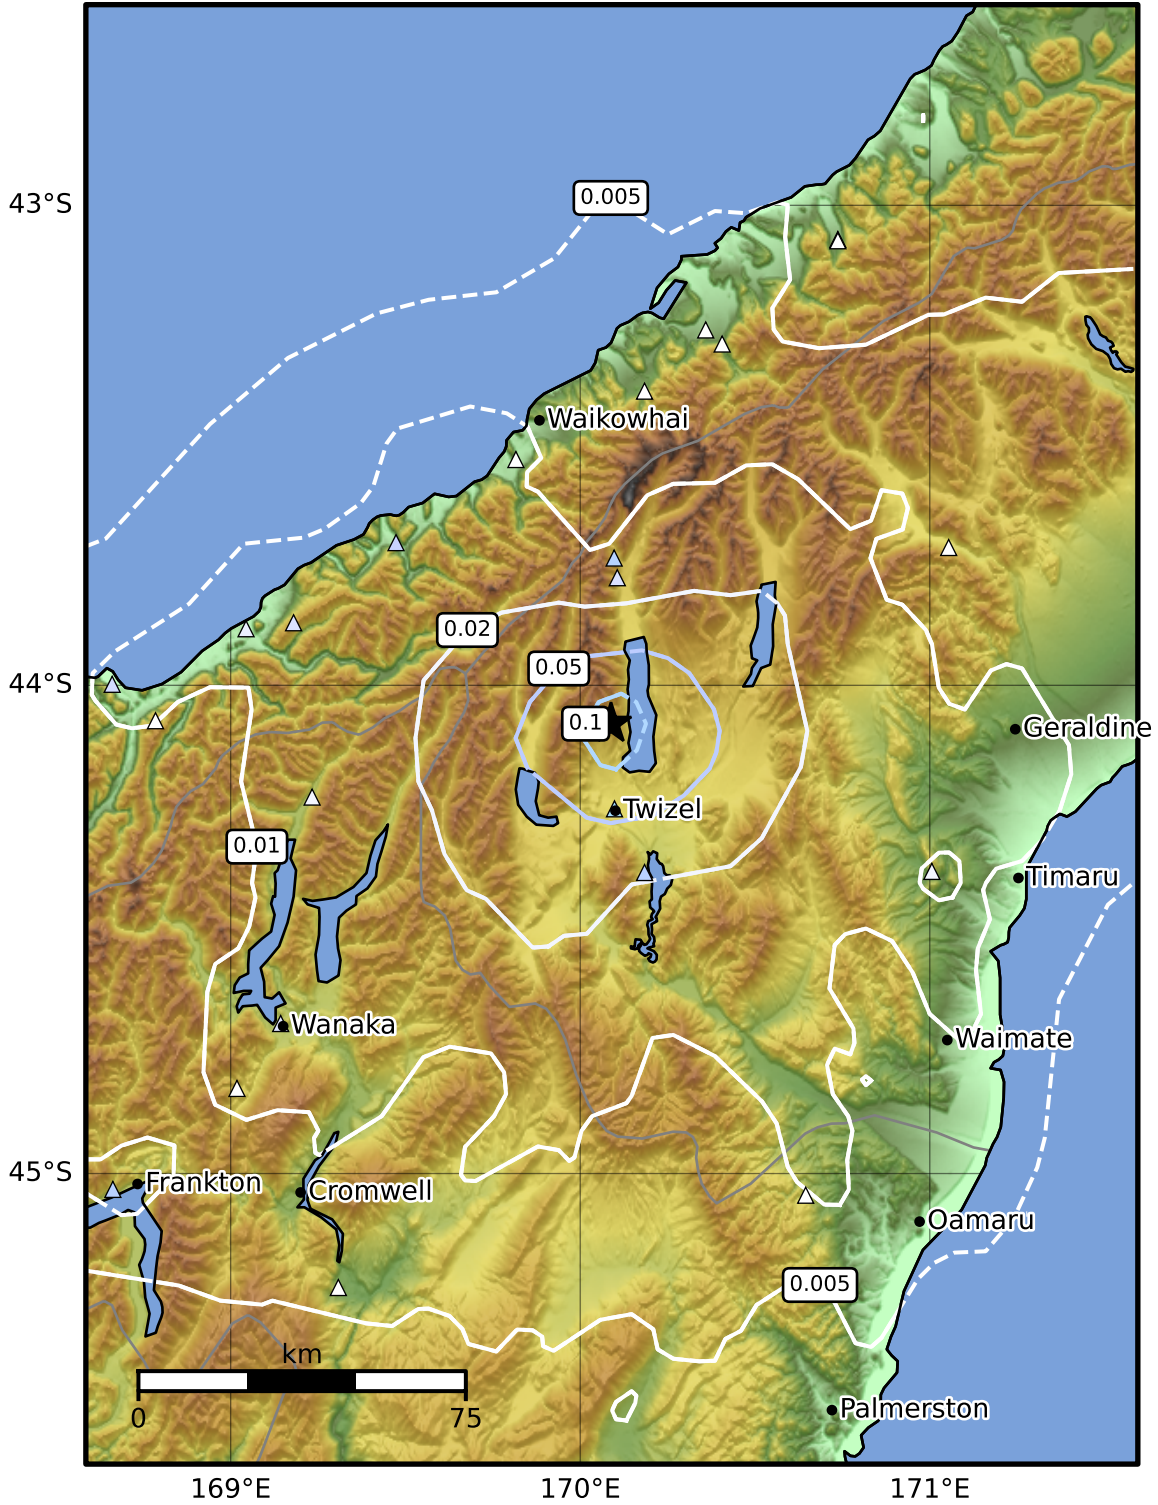 43°S
0.005
Waikowhai
0.02
0.05
44°S
0.1
Geraldine
Twizel
0.01
Timaru
Wanaka
Waimate
45°S
Frankton
Cromwell
Oamaru
0.005
km
0 75
Palmerston
169°E 170°E 171°E